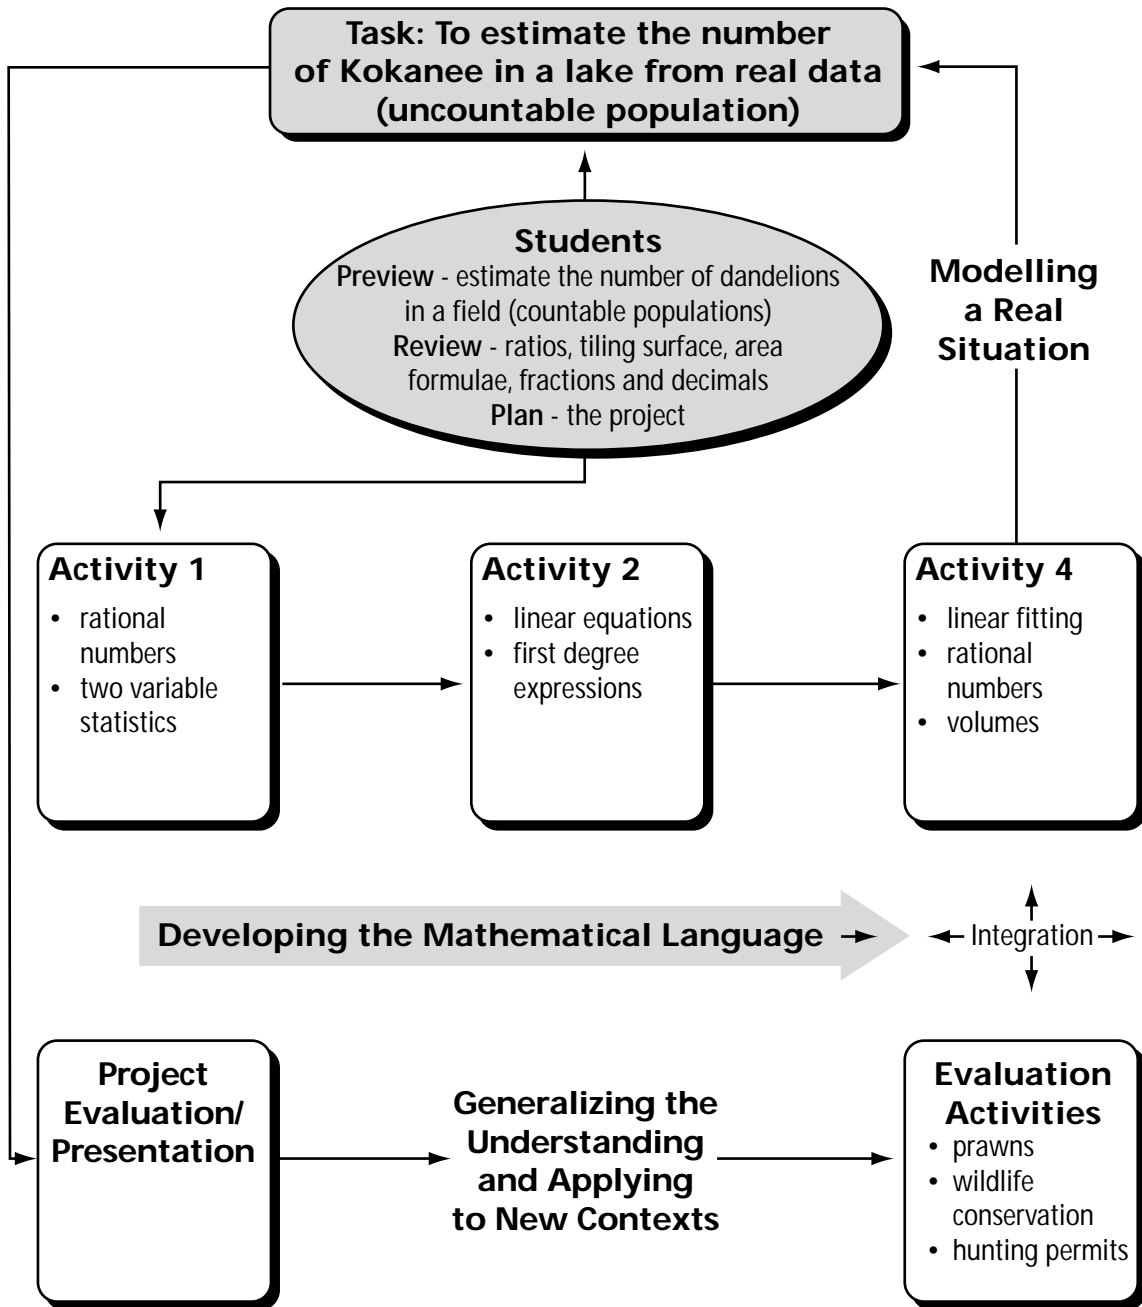 Task: To estimate the number
of Kokanee in a lake from real data
(uncountable population)
Students
Preview - estimate the number of dandelions
in a field (countable populations)
Review - ratios, tiling surface, area
formulae, fractions and decimals
Plan - the project
Modelling
a Real
Situation
Activity 1
• rational
numbers
• two variable
statistics
Activity 2
• linear equations
• first degree
expressions
Activity 4
• linear fitting
• rational
numbers
• volumes
Developing the Mathematical Language
Integration
Project
Evaluation/
Presentation
Generalizing the
Understanding
and Applying
to New Contexts
Evaluation
Activities
• prawns
• wildlife
conservation
• hunting permits